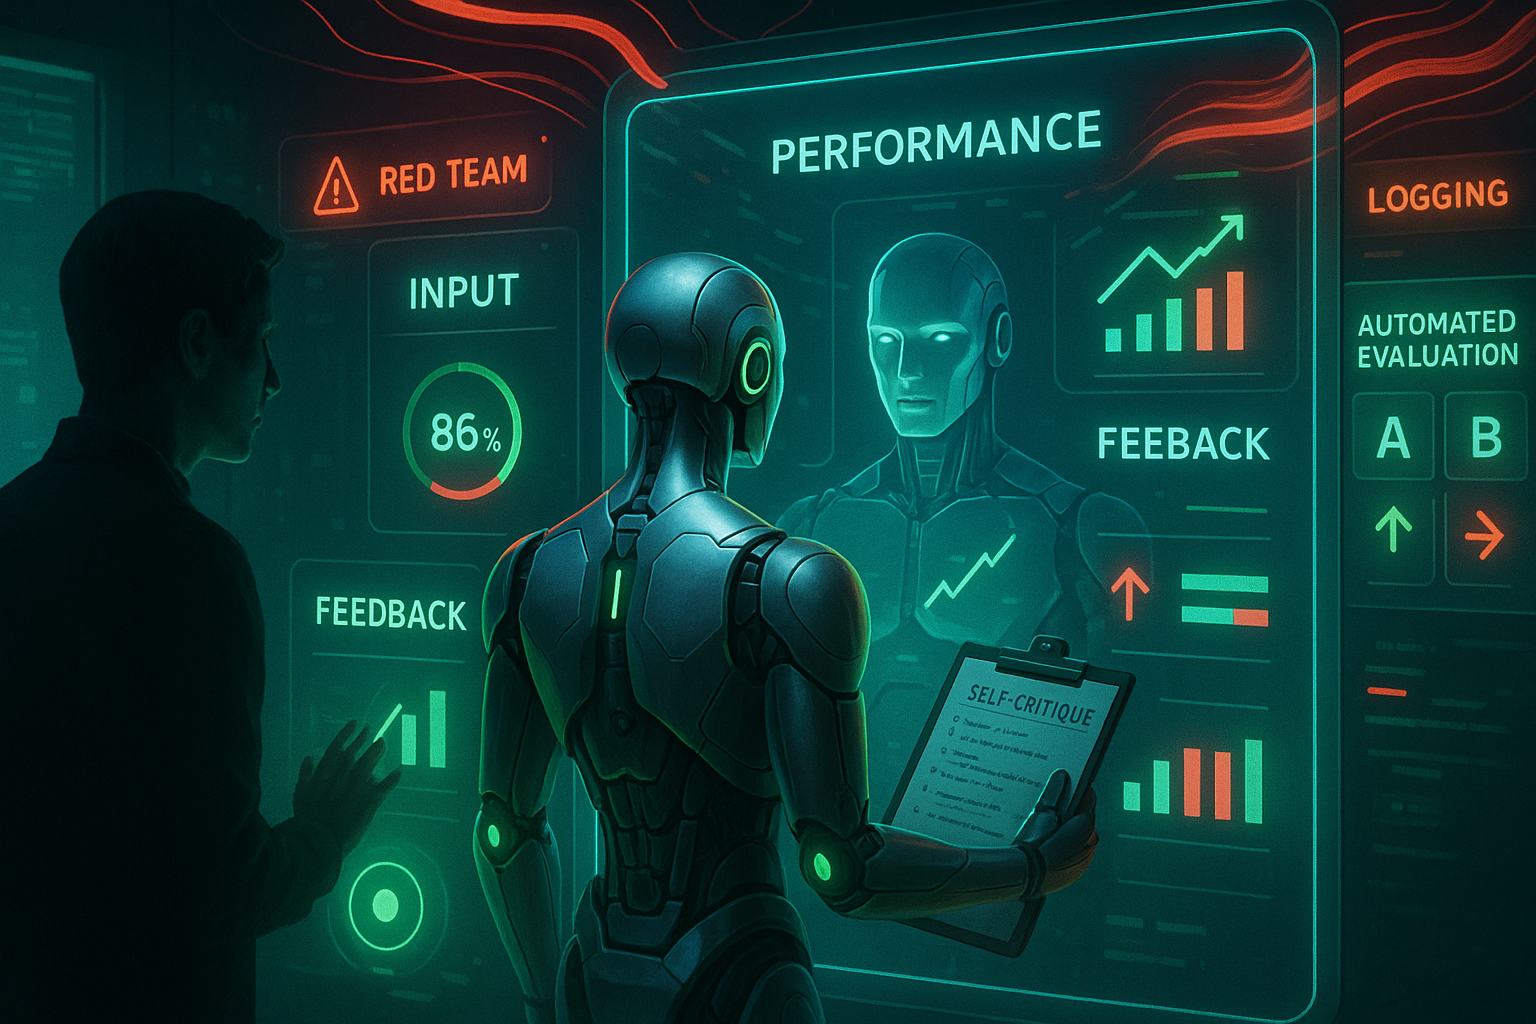 RED TEAM
INPUT
86%
FEEDBACK
PERFORMANCE
FEEBACK
SELF-CRITIQUE
LOGGING
AUTOMATED
EVALUATION
A B